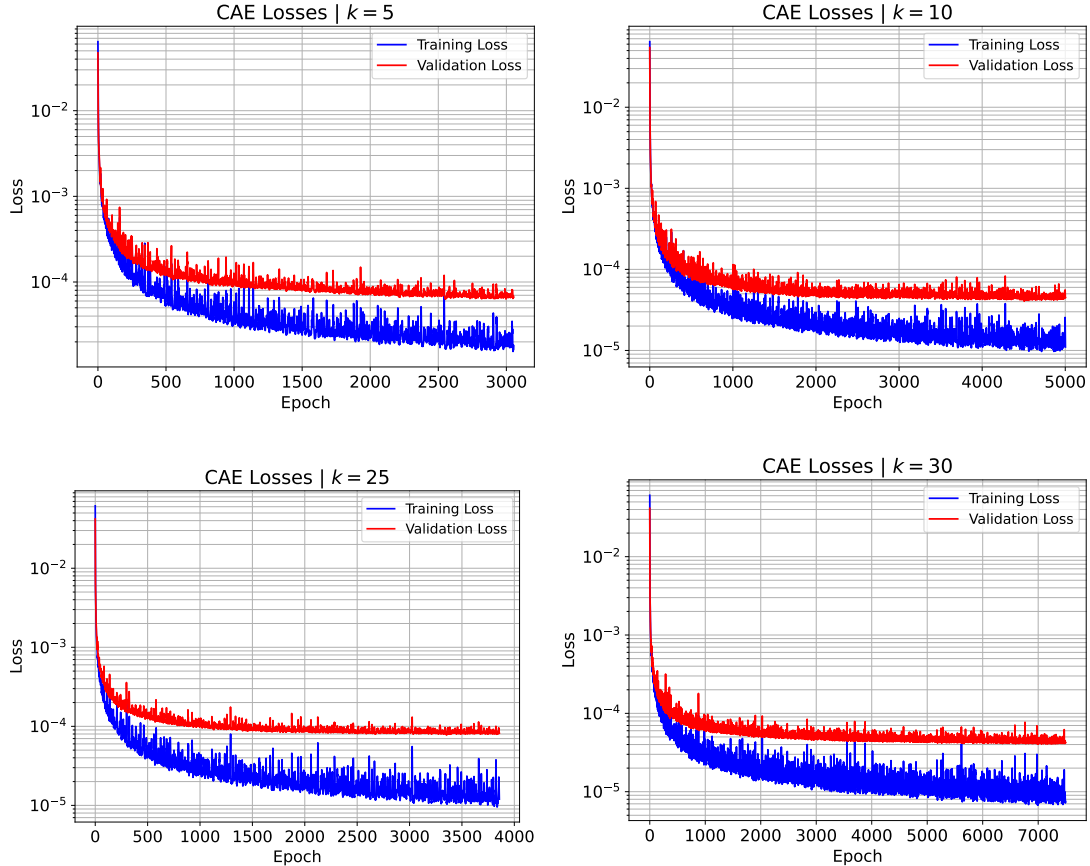 CAE Losses | k = 5
Training Loss
Validation Loss
10⁻²
10⁻³
10⁻⁴
Loss
0 500 1000 1500 2000 2500 3000
Epoch
CAE Losses | k = 10
Training Loss
Validation Loss
10⁻²
10⁻³
10⁻⁴
10⁻⁵
Loss
0 1000 2000 3000 4000 5000
Epoch
CAE Losses | k = 25
Training Loss
Validation Loss
10⁻²
10⁻³
10⁻⁴
10⁻⁵
Loss
0 500 1000 1500 2000 2500 3000 3500 4000
Epoch
CAE Losses | k = 30
Training Loss
Validation Loss
10⁻²
10⁻³
10⁻⁴
10⁻⁵
Loss
0 1000 2000 3000 4000 5000 6000 7000
Epoch